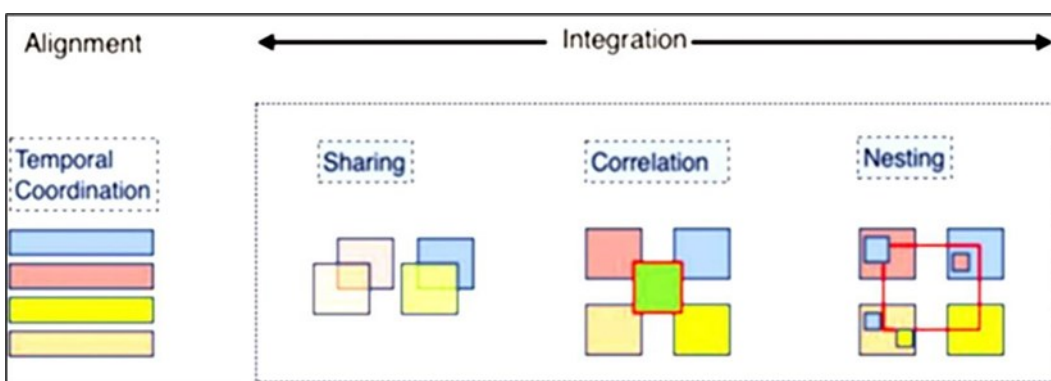 Alignment
Integration
Temporal
Coordination
Sharing
Correlation
Nesting